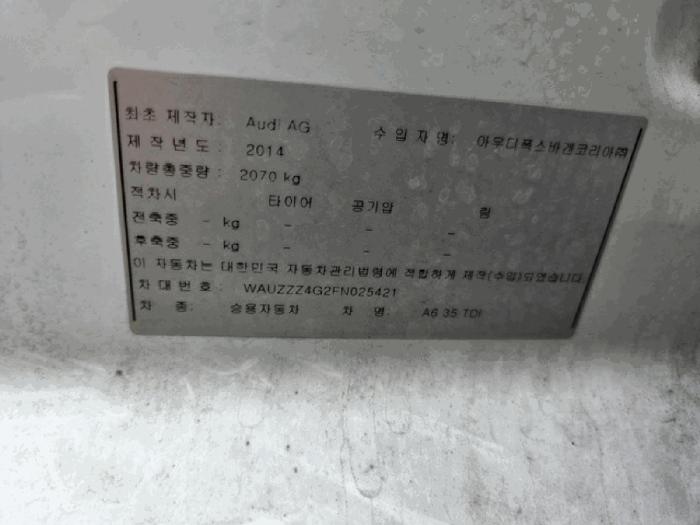 최초 제작자: Audi AG 수입자명: 아우디폭스바겐코리아㈜
제작년도: 2014
차량총중량: 2070 kg
적차시 타이어 공기압 림
전축중 - kg - - -
후축중 - kg - - -
이 자동차는 대한민국 자동차관리법령에 적합하게 제작(수입)되었습니다
차대번호: WAUZZZ4G2FN025421
차 종: 승용자동차 차 명: A6 35 TDI